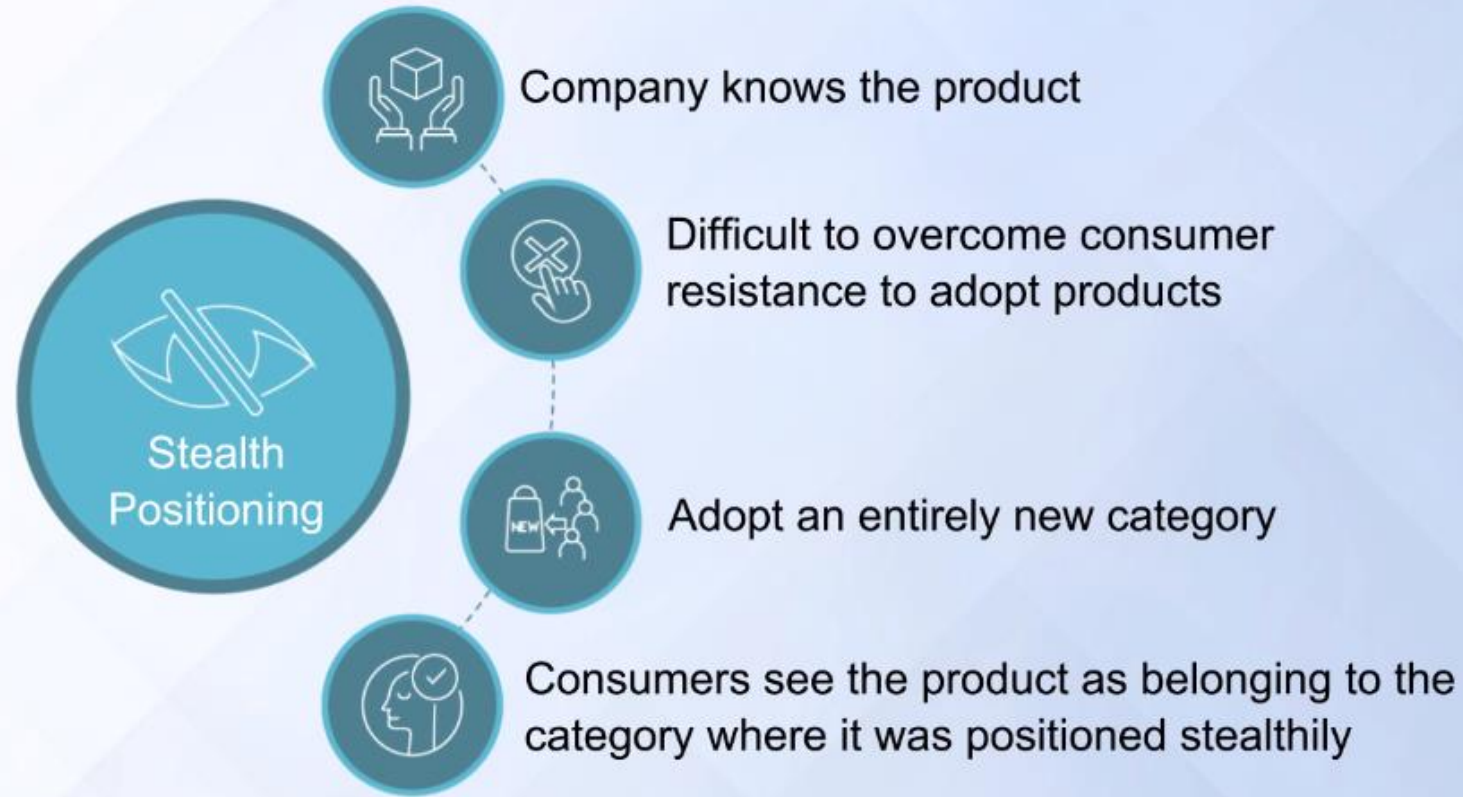 Company knows the product
Difficult to overcome consumer
resistance to adopt products
Stealth
Positioning
NEW
Adopt an entirely new category
Consumers see the product as belonging to the
category where it was positioned stealthily